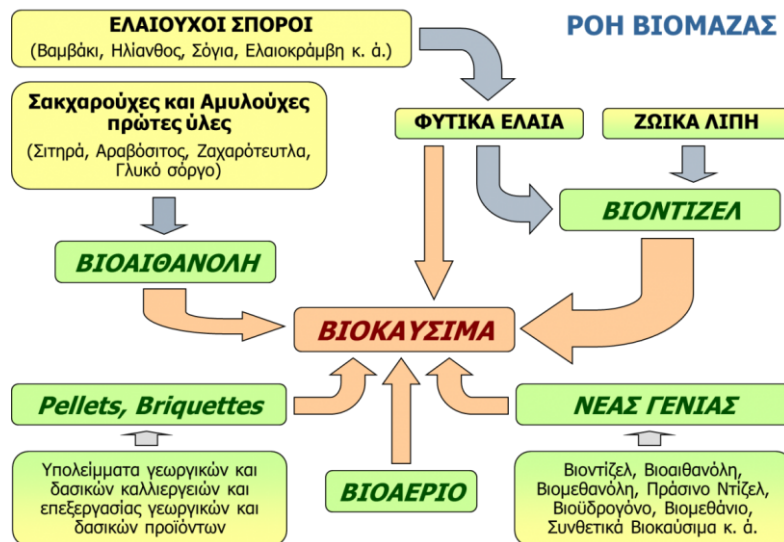 ΡΟΗ ΒΙΟΜΑΖΑΣ
ΕΛΑΙΟΥΧΟΙ ΣΠΟΡΟΙ
(Βαμβάκι, Ηλίανθος, Σόγια, Ελαιοκράμβη κ. ά.)
Σακχαρούχες και Αμυλούχες
πρώτες ύλες
(Σιτηρά, Αραβόσιτος, Ζαχαρότευτλα,
Γλυκό σόργο)
ΦΥΤΙΚΑ ΕΛΑΙΑ
ΖΩΙΚΑ ΛΙΠΗ
ΒΙΟΝΤΙΖΕΛ
ΒΙΟΑΙΘΑΝΟΛΗ
ΒΙΟΚΑΥΣΙΜΑ
Pellets, Briquettes
ΝΕΑΣ ΓΕΝΙΑΣ
ΒΙΟΑΕΡΙΟ
Υπολείμματα γεωργικών και
δασικών καλλιεργειών και
επεξεργασίας γεωργικών και
δασικών προϊόντων
Βιοντίζελ, Βιοαιθανόλη,
Βιομεθανόλη, Πράσινο Ντίζελ,
Βιοϋδρογόνο, Βιομεθάνιο,
Συνθετικά Βιοκαύσιμα κ. ά.